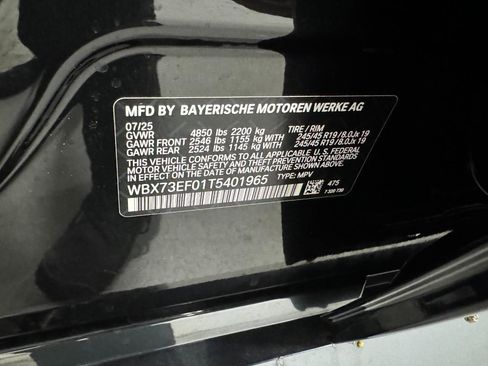 MFD BY BAYERISCHE MOTOREN WERKE AG
07/25
GVWR 4850 lbs 2200 kg TIRE / RIM
GAWR FRONT 2546 lbs 1155 kg 245/45 R19/8.0Jx 19
GAWR REAR 2524 lbs 1145 kg 245/45 R19/8.0Jx 19
THIS VEHICLE CONFORMS TO ALL APPLICABLE U.S. FEDERAL
MOTOR VEHICLE SAFETY AND THEFT PREVENTION STANDARDS
IN EFFECT ON THE DATE OF MANUFACTURE SHOWN ABOVE.
WBX73EF01T5401965 TYPE: MPV
475